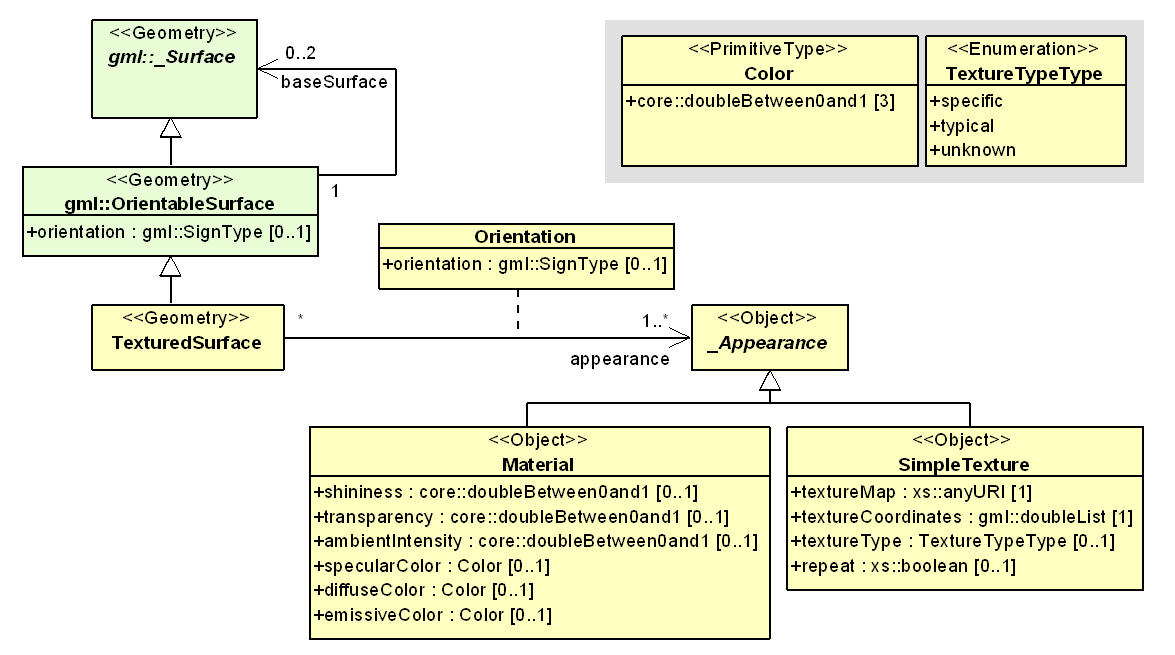 <<Geometry>>
gml::_Surface
0..2
baseSurface
<<PrimitiveType>>
Color
+core::doubleBetween0and1 [3]
<<Enumeration>>
TextureTypeType
+specific
+typical
+unknown
<<Geometry>>
gml::OrientableSurface
+orientation : gml::SignType [0..1]
1
Orientation
+orientation : gml::SignType [0..1]
<<Geometry>>
TexturedSurface
*
1..*
appearance
<<Object>>
_Appearance
<<Object>>
Material
+shininess : core::doubleBetween0and1 [0..1]
+transparency : core::doubleBetween0and1 [0..1]
+ambientIntensity : core::doubleBetween0and1 [0..1]
+specularColor : Color [0..1]
+diffuseColor : Color [0..1]
+emissiveColor : Color [0..1]
<<Object>>
SimpleTexture
+textureMap : xs::anyURI [1]
+textureCoordinates : gml::doubleList [1]
+textureType : TextureTypeType [0..1]
+repeat : xs::boolean [0..1]